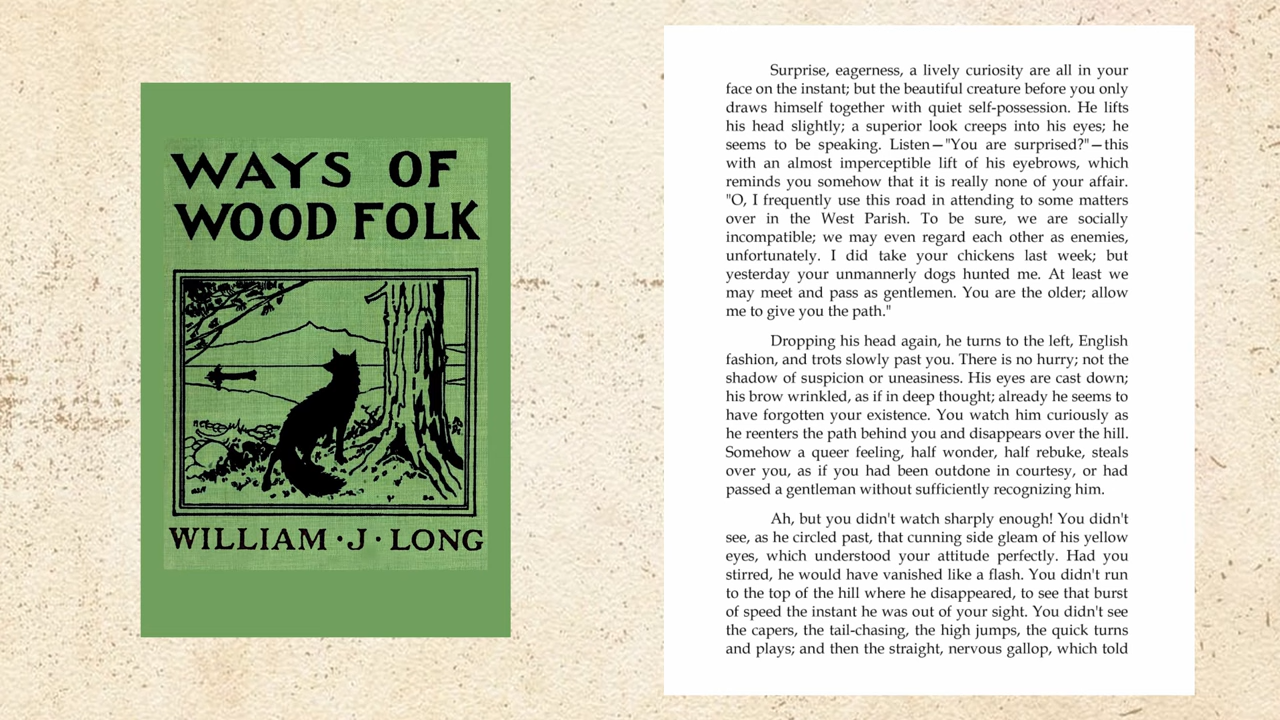 WAYS OF
WOOD FOLK
WILLIAM · J · LONG
Surprise, eagerness, a lively curiosity are all in your
face on the instant; but the beautiful creature before you only
draws himself together with quiet self-possession. He lifts
his head slightly; a superior look creeps into his eyes; he
seems to be speaking. Listen—"You are surprised?"—this
with an almost imperceptible lift of his eyebrows, which
reminds you somehow that it is really none of your affair.
"O, I frequently use this road in attending to some matters
over in the West Parish. To be sure, we are socially
incompatible; we may even regard each other as enemies,
unfortunately. I did take your chickens last week; but
yesterday your unmannerly dogs hunted me. At least we
may meet and pass as gentlemen. You are the older; allow
me to give you the path."
Dropping his head again, he turns to the left, English
fashion, and trots slowly past you. There is no hurry; not the
shadow of suspicion or uneasiness. His eyes are cast down;
his brow wrinkled, as if in deep thought; already he seems to
have forgotten your existence. You watch him curiously as
he reenters the path behind you and disappears over the hill.
Somehow a queer feeling, half wonder, half rebuke, steals
over you, as if you had been outdone in courtesy, or had
passed a gentleman without sufficiently recognizing him.
Ah, but you didn't watch sharply enough! You didn't
see, as he circled past, that cunning side gleam of his yellow
eyes, which understood your attitude perfectly. Had you
stirred, he would have vanished like a flash. You didn't run
to the top of the hill where he disappeared, to see that burst
of speed the instant he was out of your sight. You didn't see
the capers, the tail-chasing, the high jumps, the quick turns
and plays; and then the straight, nervous gallop, which told